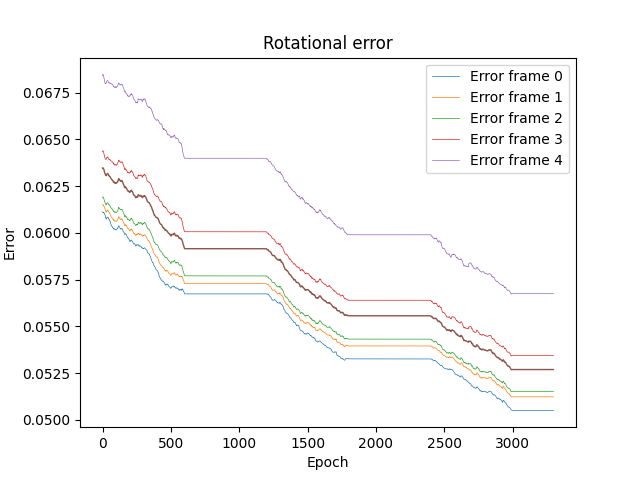 Rotational error
Error frame 0
Error frame 1
Error frame 2
Error frame 3
Error frame 4
0.0675
0.0650
0.0625
0.0600
0.0575
0.0550
0.0525
0.0500
Error
0
500
1000
1500
2000
2500
3000
Epoch